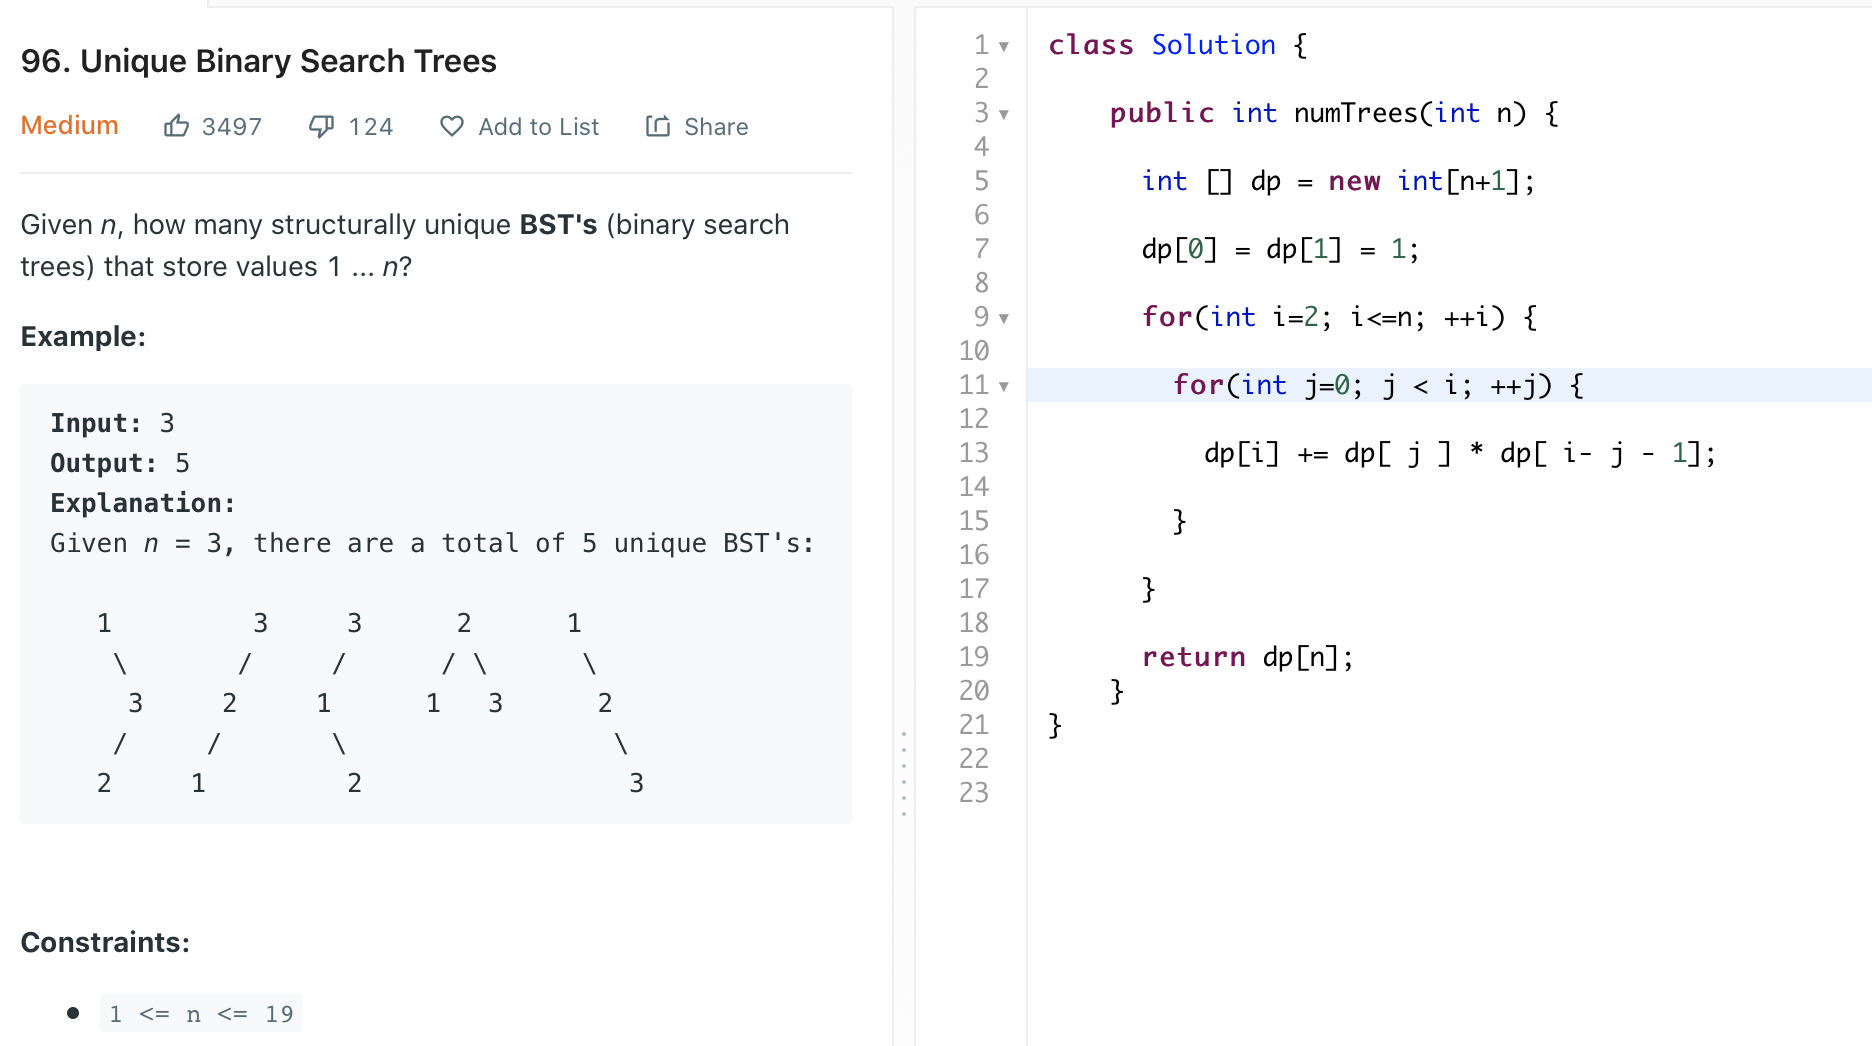 96. Unique Binary Search Trees
Medium 3497 124 Add to List Share
Given n, how many structurally unique BST's (binary search
trees) that store values 1 ... n?
Example:
Input: 3
Output: 5
Explanation:
Given n = 3, there are a total of 5 unique BST's:
   1         3     3      2      1
    \       /     /      / \      \
     3     2     1      1   3      2
    /     /       \                 \
   2     1         2                 3
Constraints:
• 1 <= n <= 19
1 class Solution {
2
3     public int numTrees(int n) {
4
5       int [] dp = new int[n+1];
6
7       dp[0] = dp[1] = 1;
8
9       for(int i=2; i<=n; ++i) {
10
11         for(int j=0; j < i; ++j) {
12
13           dp[i] += dp[ j ] * dp[ i- j - 1];
14
15         }
16
17       }
18
19       return dp[n];
20     }
21 }
22
23